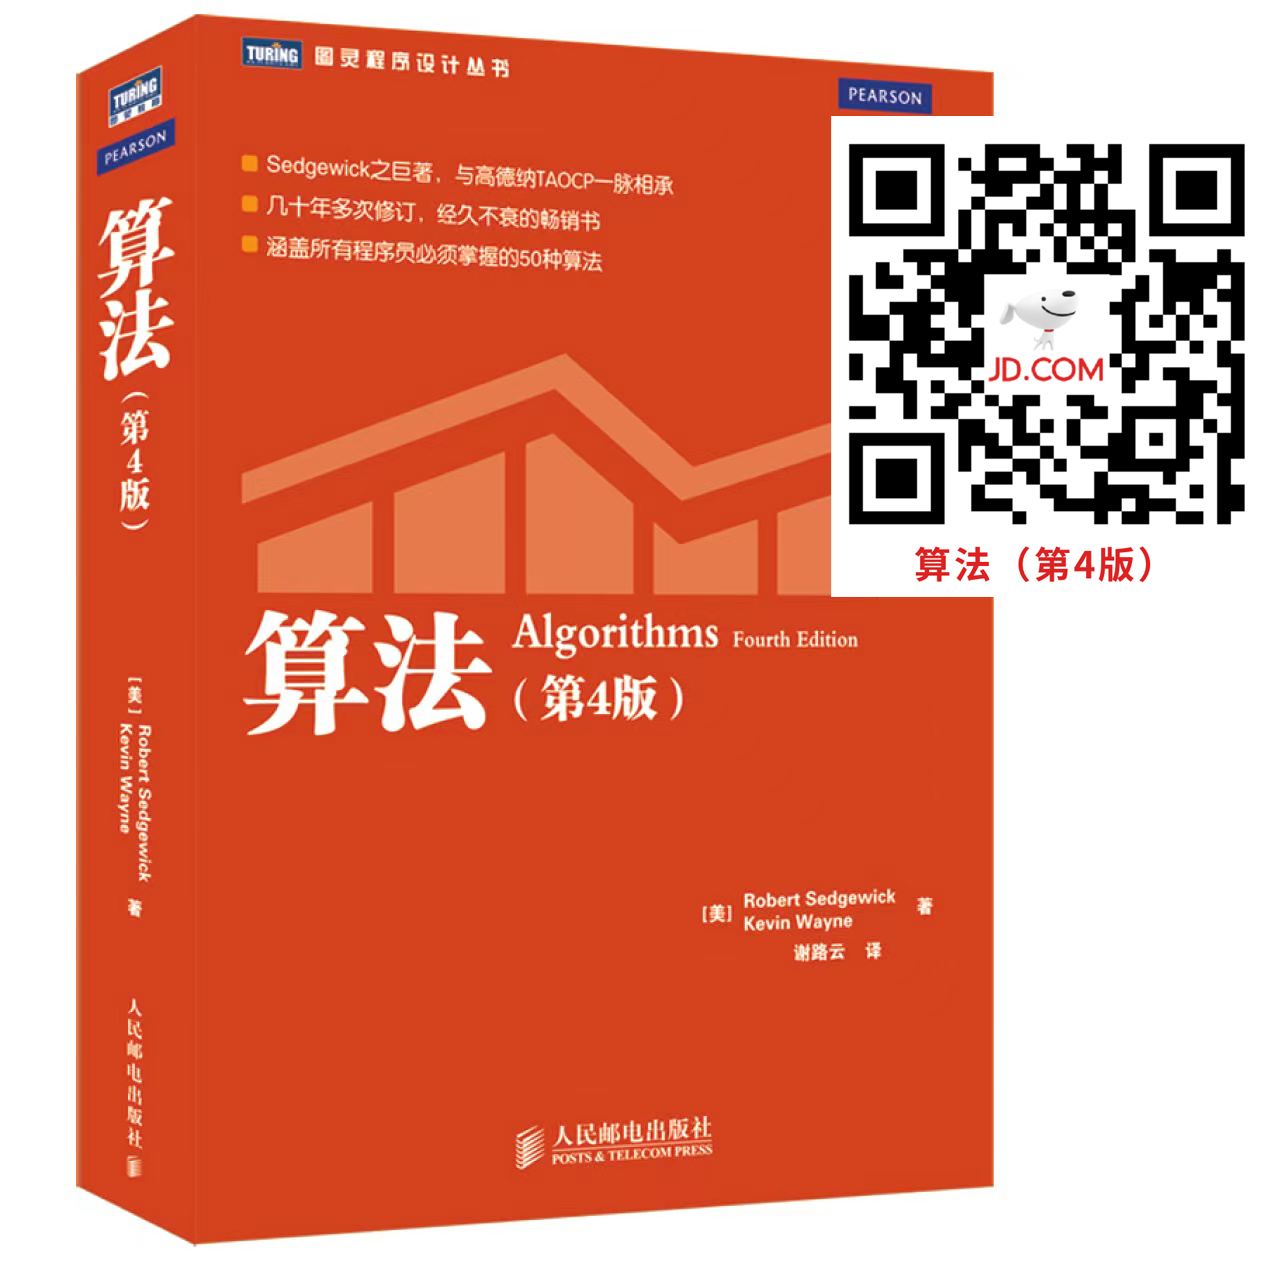 TURING 图灵程序设计丛书
PEARSON
Sedgewick之巨著，与高德纳TAOCP一脉相承
几十年多次修订，经久不衰的畅销书
涵盖所有程序员必须掌握的50种算法
JD.COM
算法（第4版）
算法 Algorithms Fourth Edition
（第4版）
[美] Robert Sedgewick
Kevin Wayne 著
谢路云 译
人民邮电出版社
POSTS & TELECOM PRESS
TURING
图灵教育
PEARSON
算法
（第4版）
[美] Robert Sedgewick
Kevin Wayne 著
人民邮电出版社